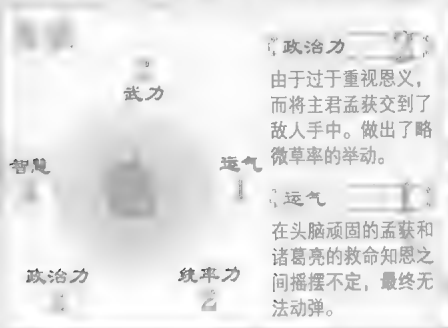 政治力
由于过于重视恩义，
而将主君孟获交到了
敌人手中。做出了略
微草率的举动。
运气 1
在头脑顽固的孟获和
诸葛亮的救命知恩之
间摇摆不定，最终无
法动弹。
武力
智慧
运气
1
政治力
统率力
2